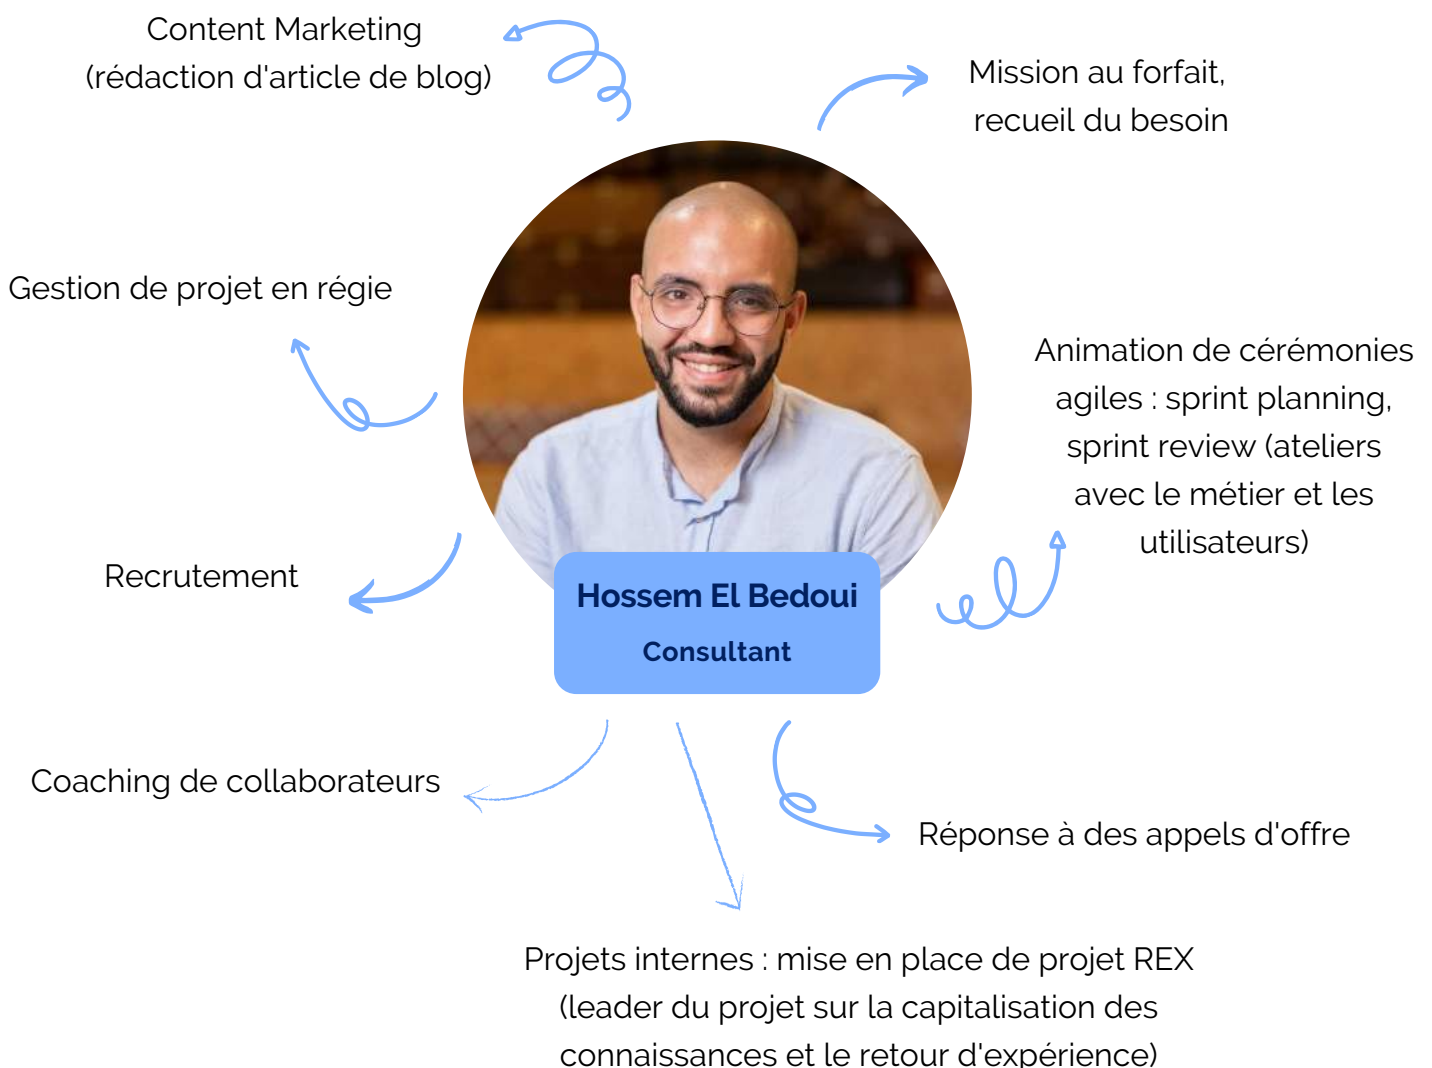 Content Marketing
(rédaction d'article de blog)
Mission au forfait,
recueil du besoin
Gestion de projet en régie
Animation de cérémonies
agiles : sprint planning,
sprint review (ateliers
avec le métier et les
utilisateurs)
Recrutement
Hossem El Bedoui
Consultant
Coaching de collaborateurs
Réponse à des appels d'offre
Projets internes : mise en place de projet REX
(leader du projet sur la capitalisation des
connaissances et le retour d'expérience)